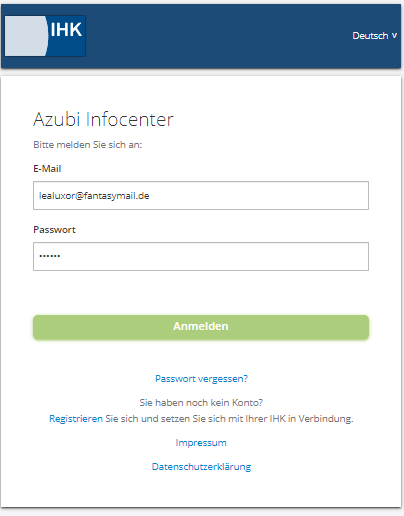 IHK
Deutsch v
Azubi Infocenter
Bitte melden Sie sich an:
E-Mail
lealuxor@fantasymail.de
Passwort
••••••
Anmelden
Passwort vergessen?
Sie haben noch kein Konto?
Registrieren Sie sich und setzen Sie sich mit Ihrer IHK in Verbindung.
Impressum
Datenschutzerklärung